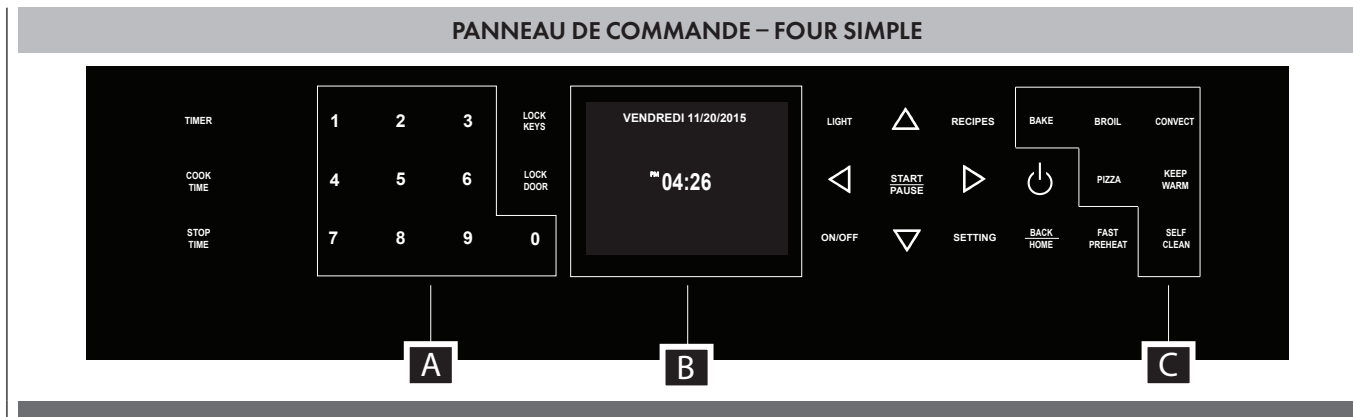 PANNEAU DE COMMANDE – FOUR SIMPLE
TIMER
1 2 3
LOCK
KEYS
VENDREDI 11/20/2015
LIGHT
RECIPES
BAKE
BROIL
CONVECT
COOK
TIME
4 5 6
LOCK
DOOR
PM 04:26
START
PAUSE
PIZZA
KEEP
WARM
STOP
TIME
7 8 9 0
ON/OFF
SETTING
BACK
HOME
FAST
PREHEAT
SELF
CLEAN
A
B
C